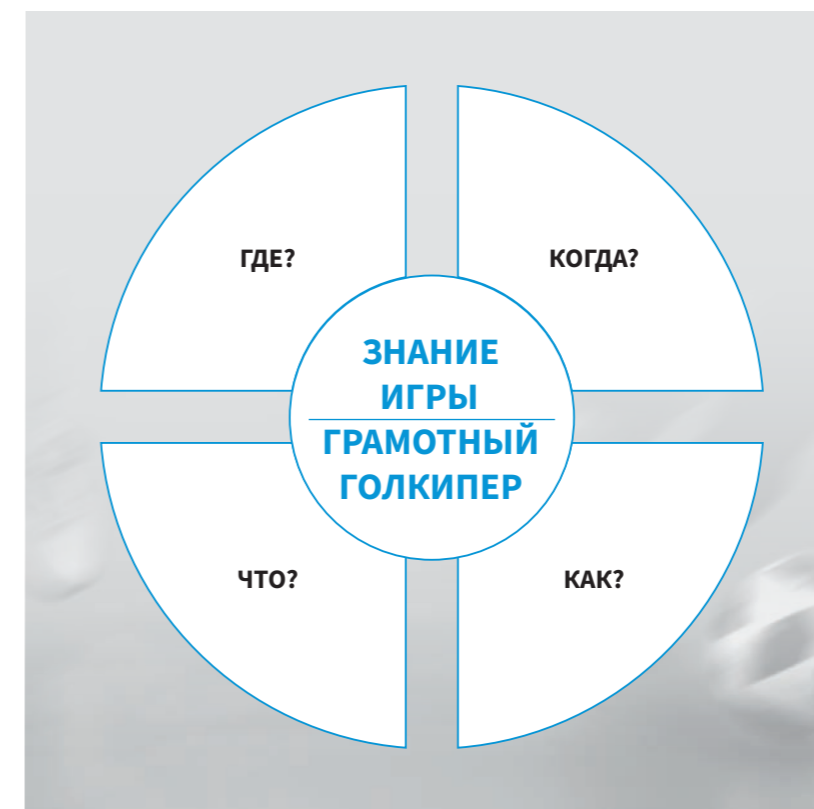 ГДЕ?
КОГДА?
ЗНАНИЕ
ИГРЫ
ГРАМОТНЫЙ
ГОЛКИПЕР
ЧТО?
КАК?